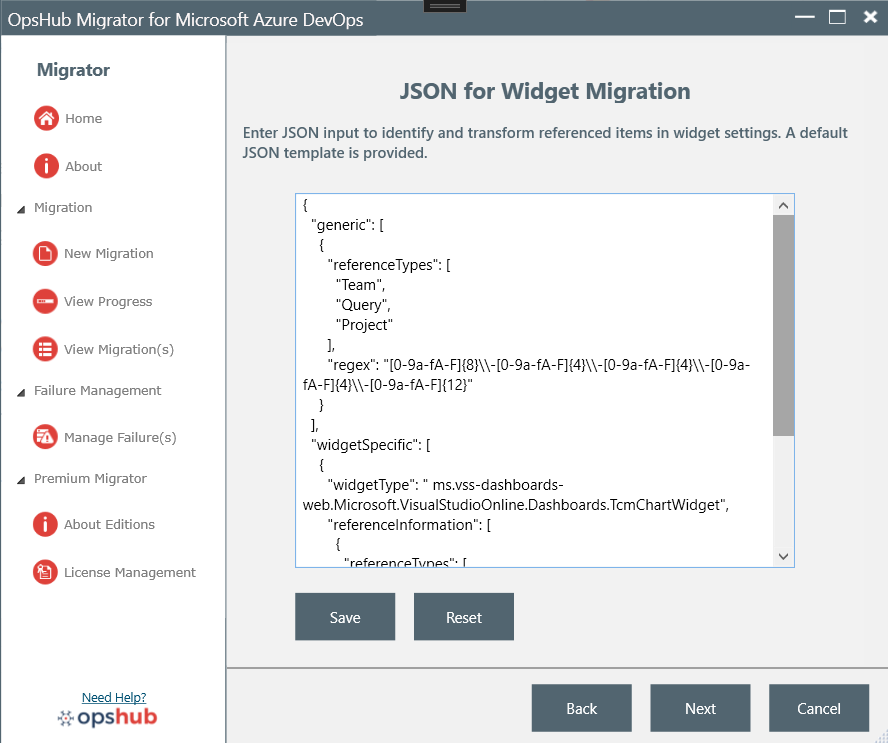 OpsHub Migrator for Microsoft Azure DevOps
Migrator
Home
About
Migration
New Migration
View Progress
View Migration(s)
Failure Management
Manage Failure(s)
Premium Migrator
About Editions
License Management
Need Help?
opshub
JSON for Widget Migration
Enter JSON input to identify and transform referenced items in widget settings. A default
JSON template is provided.
{
"generic": [
{
"referenceTypes": [
"Team",
"Query",
"Project"
],
"regex": "[0-9a-fA-F]{8}\\-[0-9a-fA-F]{4}\\-[0-9a-fA-F]{4}\\-[0-9a-
fA-F]{4}\\-[0-9a-fA-F]{12}"
}
],
"widgetSpecific": [
{
"widgetType": " ms.vss-dashboards-
web.Microsoft.VisualStudioOnline.Dashboards.TcmChartWidget",
"referenceInformation": [
{
"referenceTypes": [
Save
Reset
Back
Next
Cancel